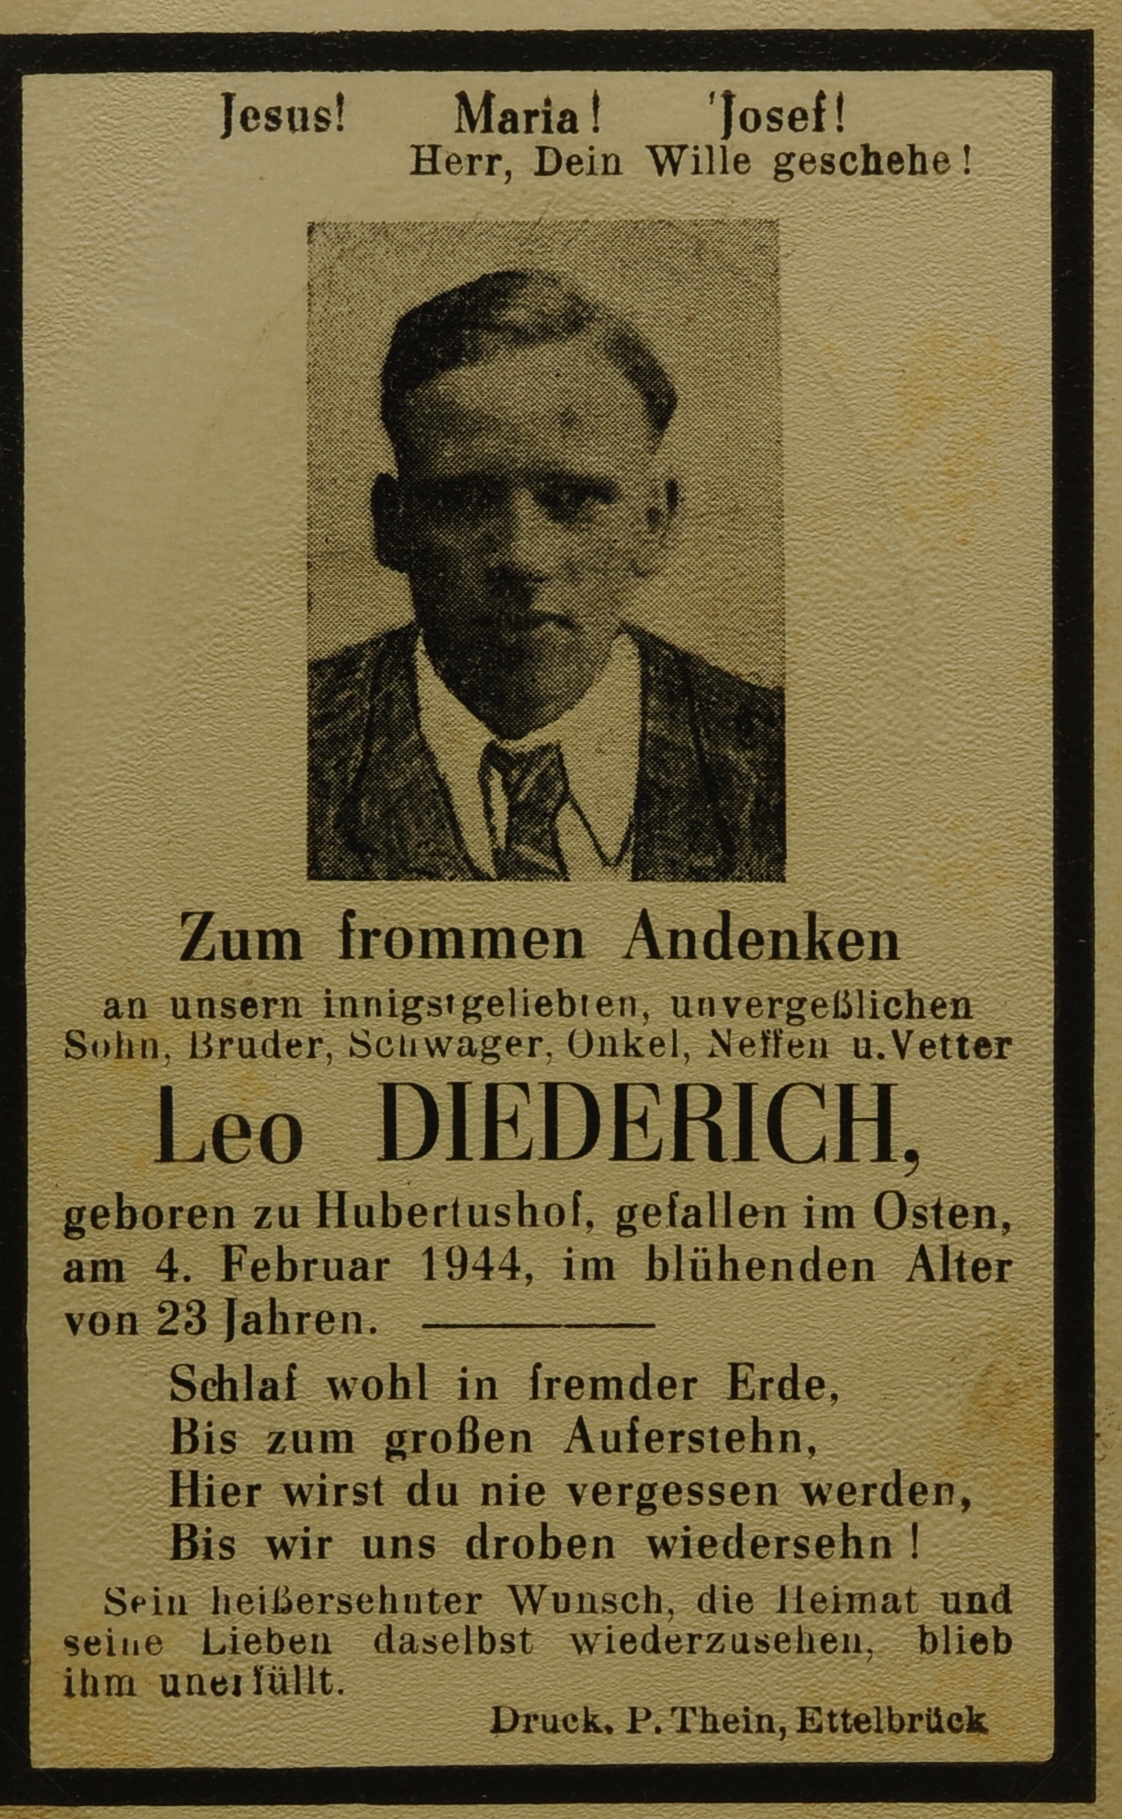 Jesus! Maria! Josef!
Herr, Dein Wille geschehe!
Zum frommen Andenken
an unsern innigstgeliebten, unvergeßlichen
Sohn, Bruder, Schwager, Onkel, Neffen u. Vetter
Leo DIEDERICH,
geboren zu Hubertushof, gefallen im Osten,
am 4. Februar 1944, im blühenden Alter
von 23 Jahren.
Schlaf wohl in fremder Erde,
Bis zum großen Auferstehn,
Hier wirst du nie vergessen werden,
Bis wir uns droben wiedersehn!
Sein heißersehnter Wunsch, die Heimat und
seine Lieben daselbst wiederzusehen, blieb
ihm unerfüllt.
Druck. P. Thein, Ettelbrück